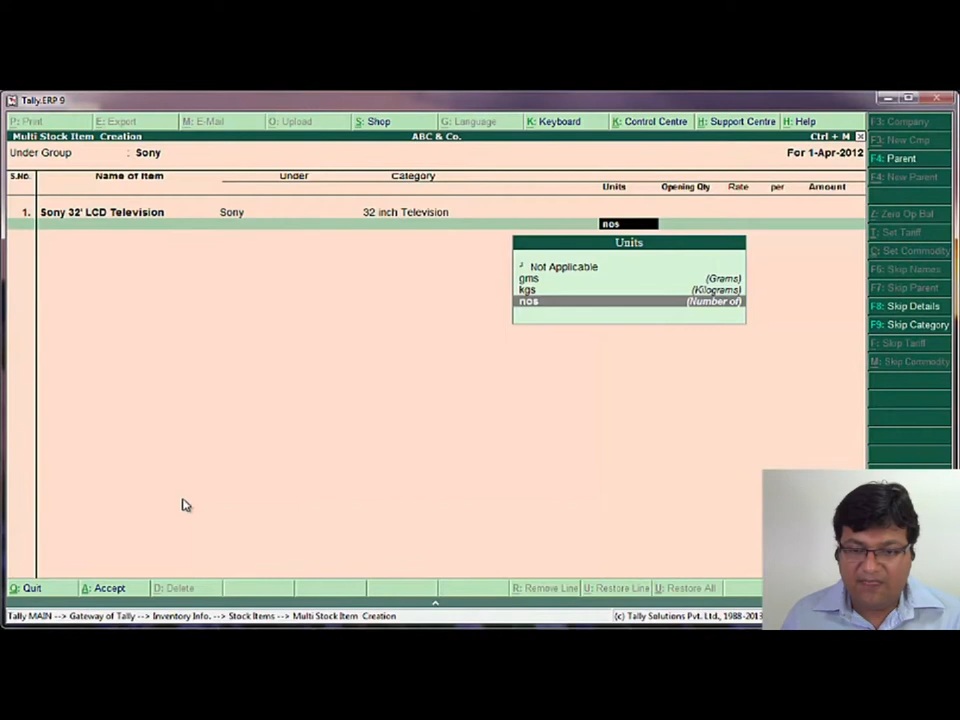 Tally.ERP 9
P: Print E: Export M: E-Mail O: Upload S: Shop G: Language K: Keyboard K: Control Centre H: Support Centre H: Help
Multi Stock Item Creation ABC & Co. Ctrl + M
Under Group : Sony For 1-Apr-2012
S.No. Name of Item Under Category
Units Opening Qty Rate per Amount
1. Sony 32' LCD Television Sony 32 inch Television
nos
Units
Not Applicable
gms (Grams)
kgs (Kilograms)
nos (Number of)
F3: Company
F3: New Cmp
F4: Parent
F4: New Parent
Z: Zero Op Bal
T: Set Tariff
C: Set Commodity
F6: Skip Names
F7: Skip Parent
F8: Skip Details
F9: Skip Category
F: Skip Tariff
M: Skip Commodity
Q: Quit A: Accept D: Delete R: Remove Line U: Restore Line U: Restore All
Tally MAIN --> Gateway of Tally --> Inventory Info. --> Stock Items --> Multi Stock Item Creation (c) Tally Solutions Pvt. Ltd., 1988-2013